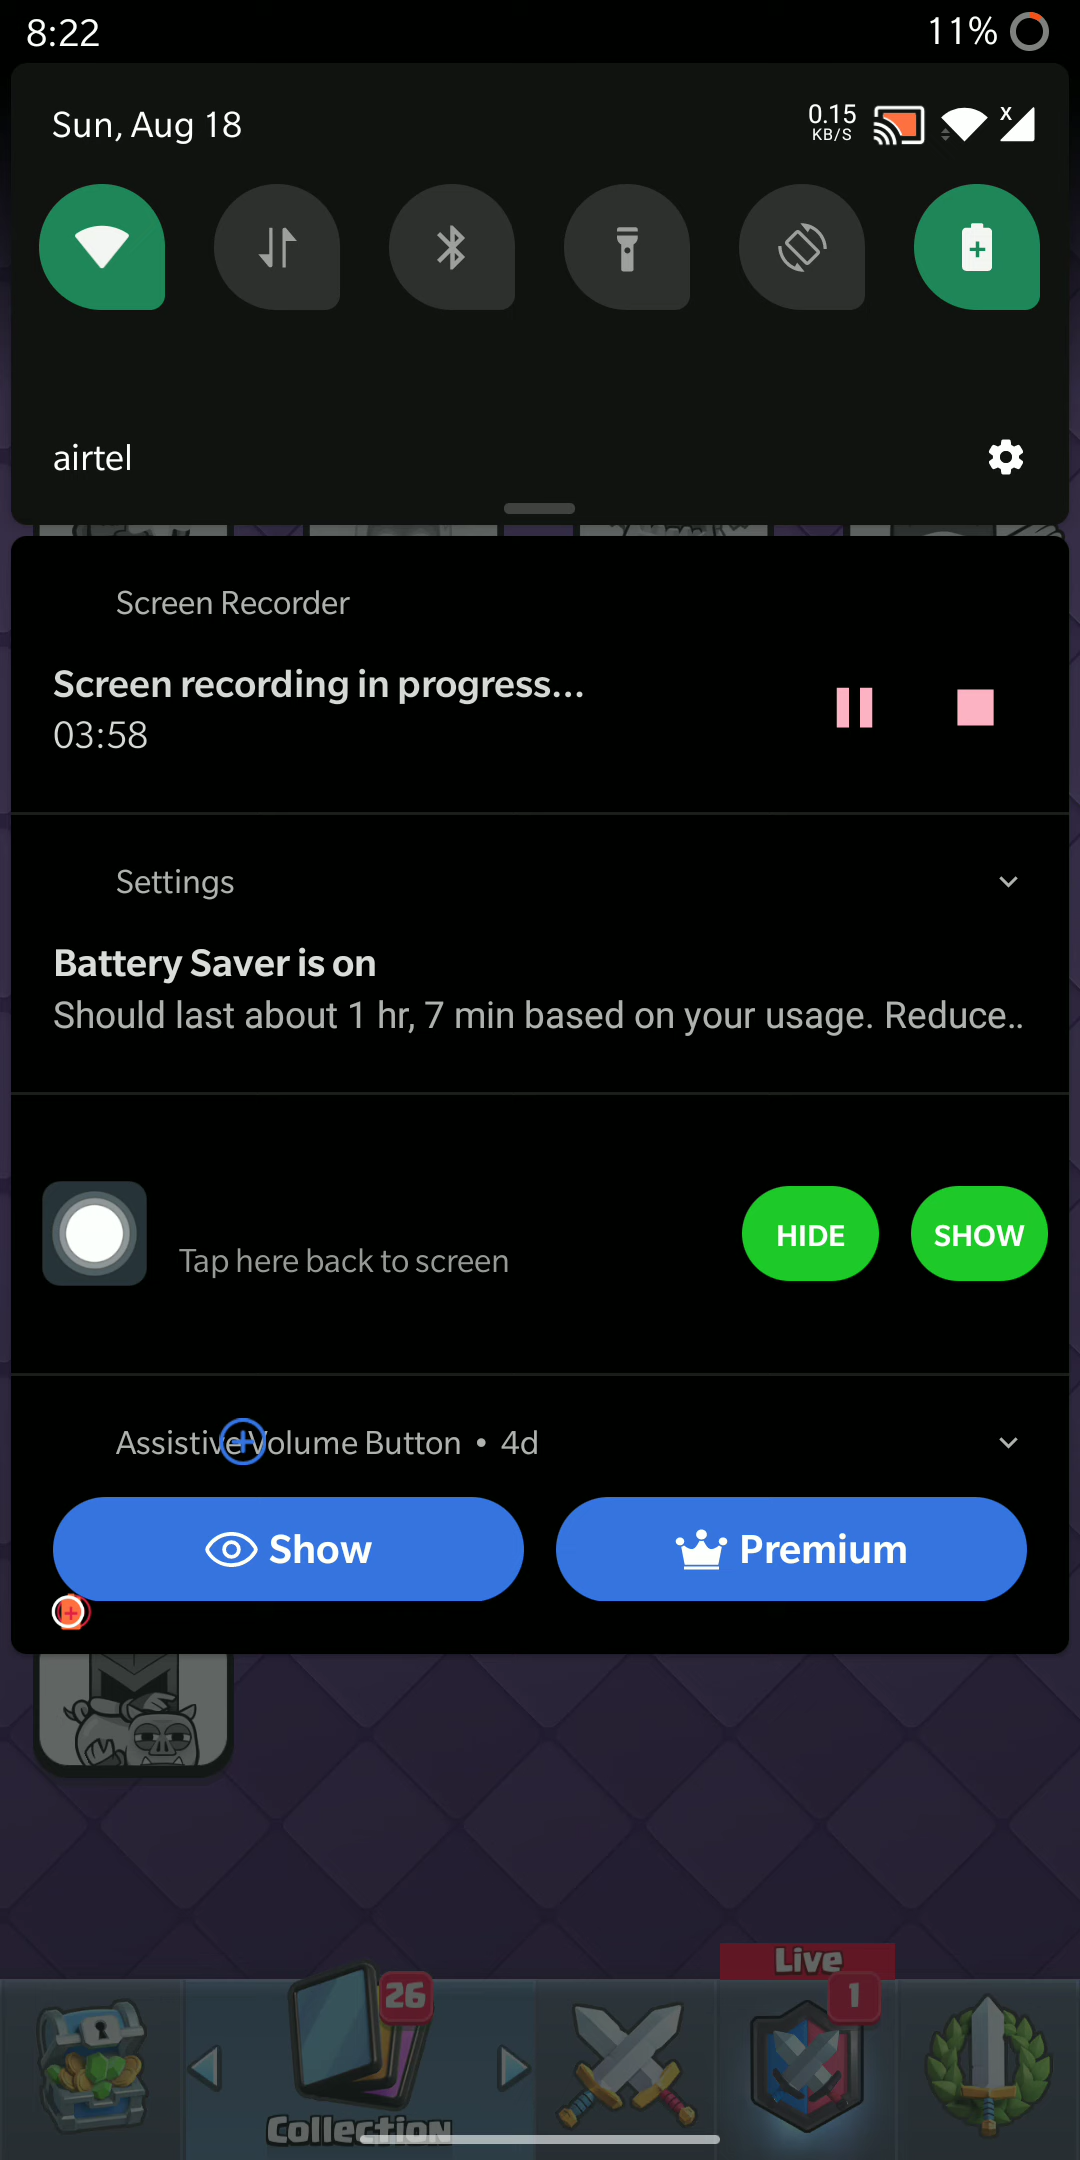 8:22
11%
Sun, Aug 18
0.15
KB/S
X
airtel
Screen Recorder
Screen recording in progress...
03:58
Settings
Battery Saver is on
Should last about 1 hr, 7 min based on your usage. Reduce..
Tap here back to screen
HIDE
SHOW
Assistive Volume Button • 4d
Show
Premium
Live
26
1
Collection